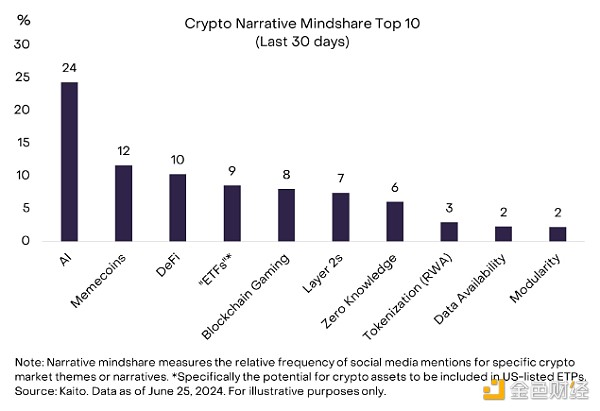 Crypto Narrative Mindshare Top 10
(Last 30 days)
%
30
25
20
15
10
5
0
24
12
10
9
8
7
6
3
2
2
AI
Memecoins
DeFi
"ETFs"*
Blockchain Gaming
Layer 2s
Zero Knowledge
Tokenization (RWA)
Data Availability
Modularity
Note: Narrative mindshare measures the relative frequency of social media mentions for specific crypto
market themes or narratives. *Specifically the potential for crypto assets to be included in US-listed ETPs.
Source: Kaito. Data as of June 25, 2024. For illustrative purposes only.
金色财经